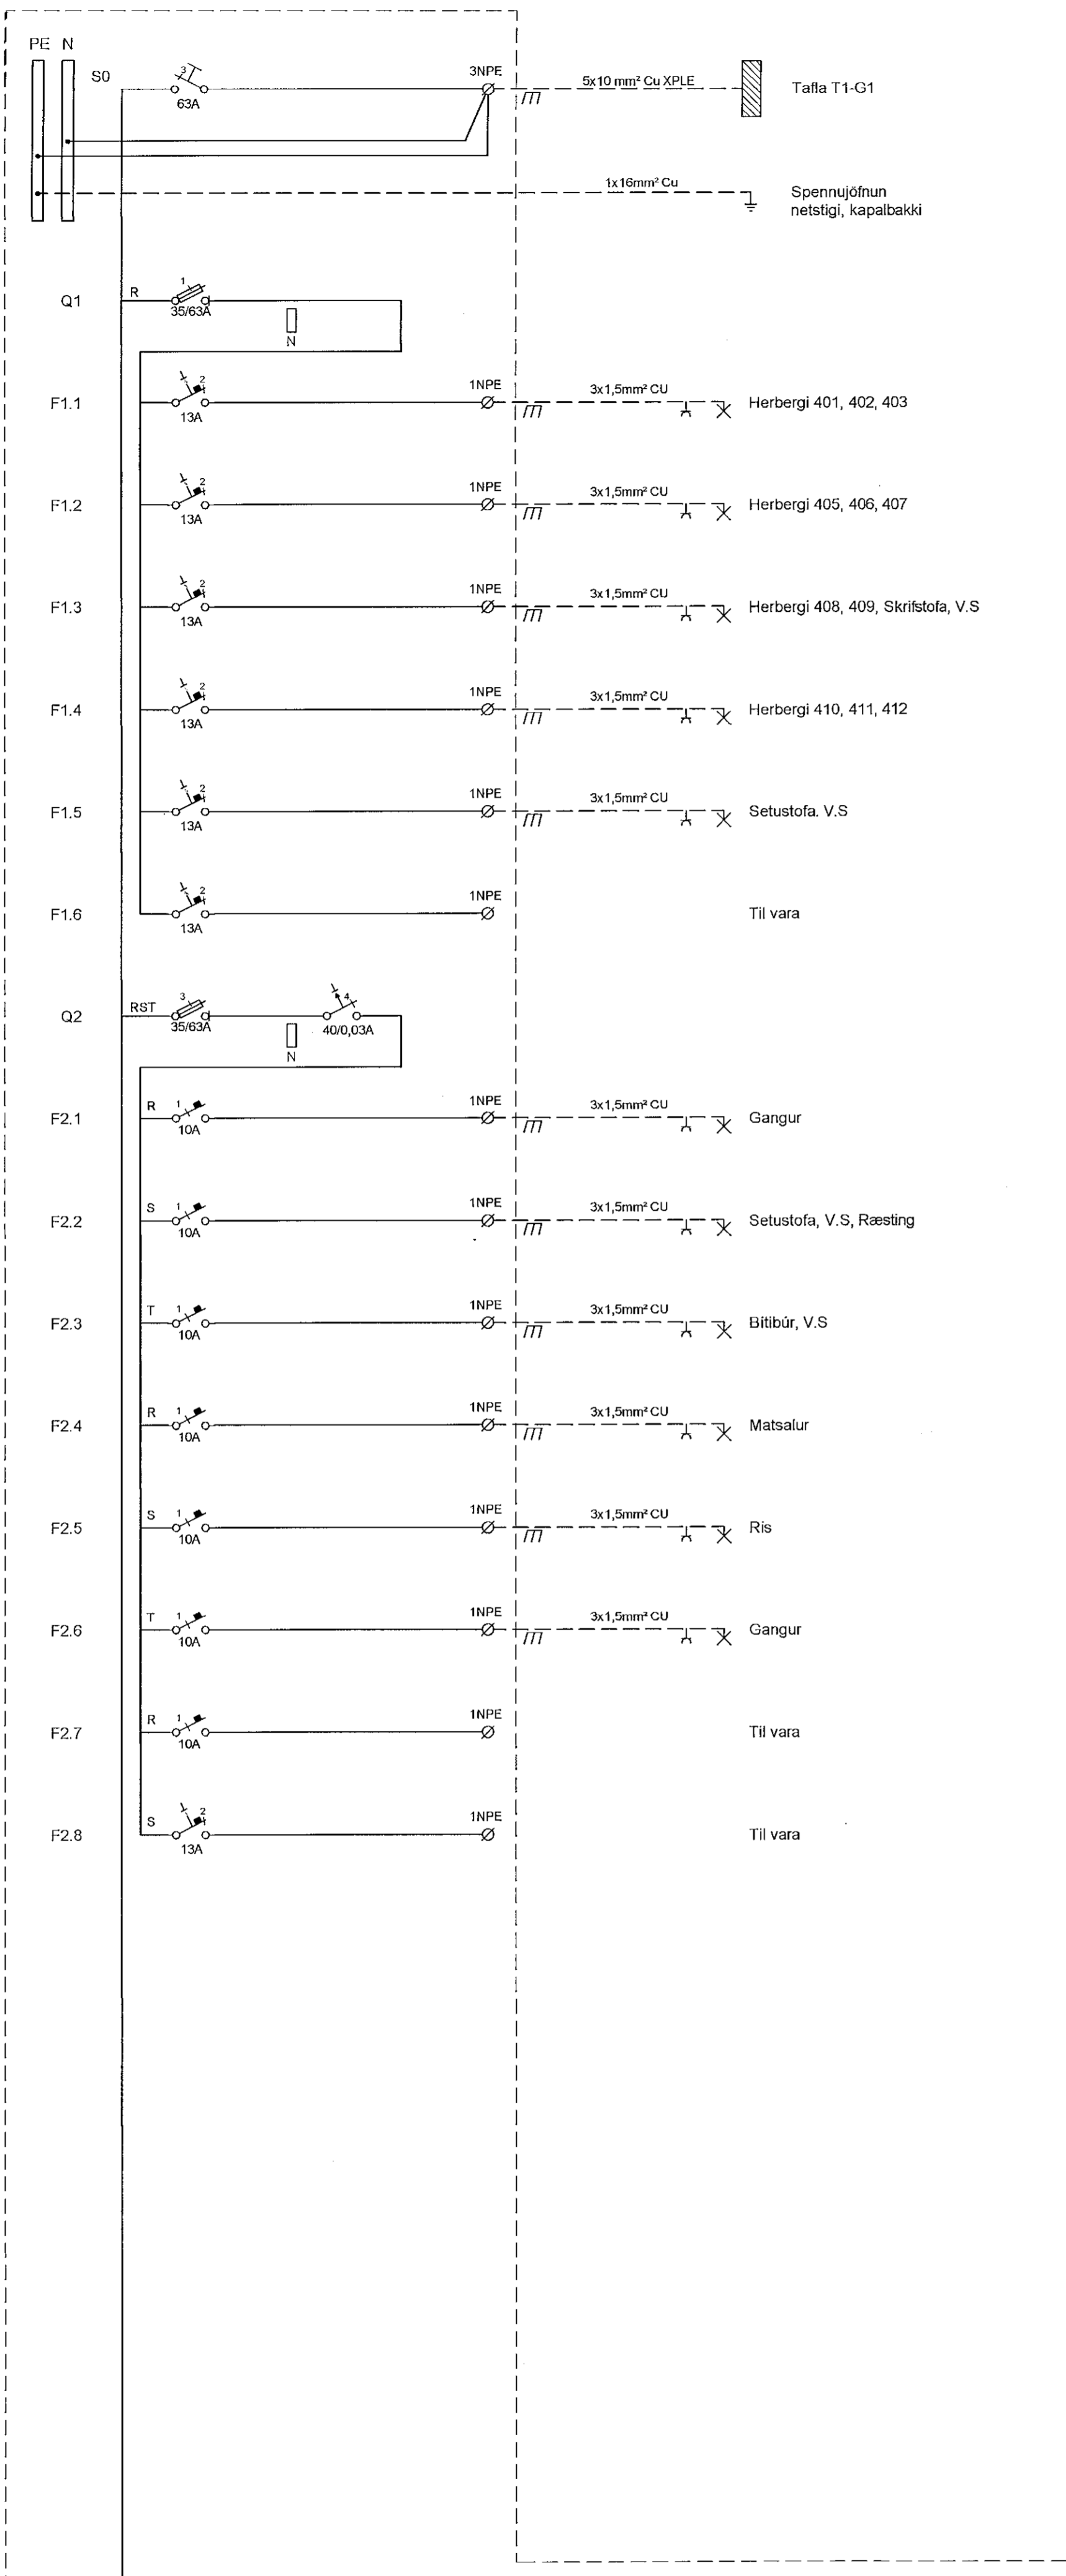 PE N
S0
3
63A
3NPE
5x10 mm² Cu XPLE
Tafla T1-G1
1x16mm² Cu
Spennujöfnun
netstigi, kapalbakki
Q1
R
1
35/63A
N
F1.1
2
13A
1NPE
3x1,5mm² CU
Herbergi 401, 402, 403
F1.2
2
13A
1NPE
3x1,5mm² CU
Herbergi 405, 406, 407
F1.3
2
13A
1NPE
3x1,5mm² CU
Herbergi 408, 409, Skrifstofa, V.S
F1.4
2
13A
1NPE
3x1,5mm² CU
Herbergi 410, 411, 412
F1.5
2
13A
1NPE
3x1,5mm² CU
Setustofa. V.S
F1.6
2
13A
1NPE
Til vara
Q2
RST
3
35/63A
N
4
40/0,03A
F2.1
R
1
10A
1NPE
3x1,5mm² CU
Gangur
F2.2
S
1
10A
1NPE
3x1,5mm² CU
Setustofa, V.S, Ræsting
F2.3
T
1
10A
1NPE
3x1,5mm² CU
Bitibúr, V.S
F2.4
R
1
10A
1NPE
3x1,5mm² CU
Matsalur
F2.5
S
1
10A
1NPE
3x1,5mm² CU
Ris
F2.6
T
1
10A
1NPE
3x1,5mm² CU
Gangur
F2.7
R
1
10A
1NPE
Til vara
F2.8
S
2
13A
1NPE
Til vara